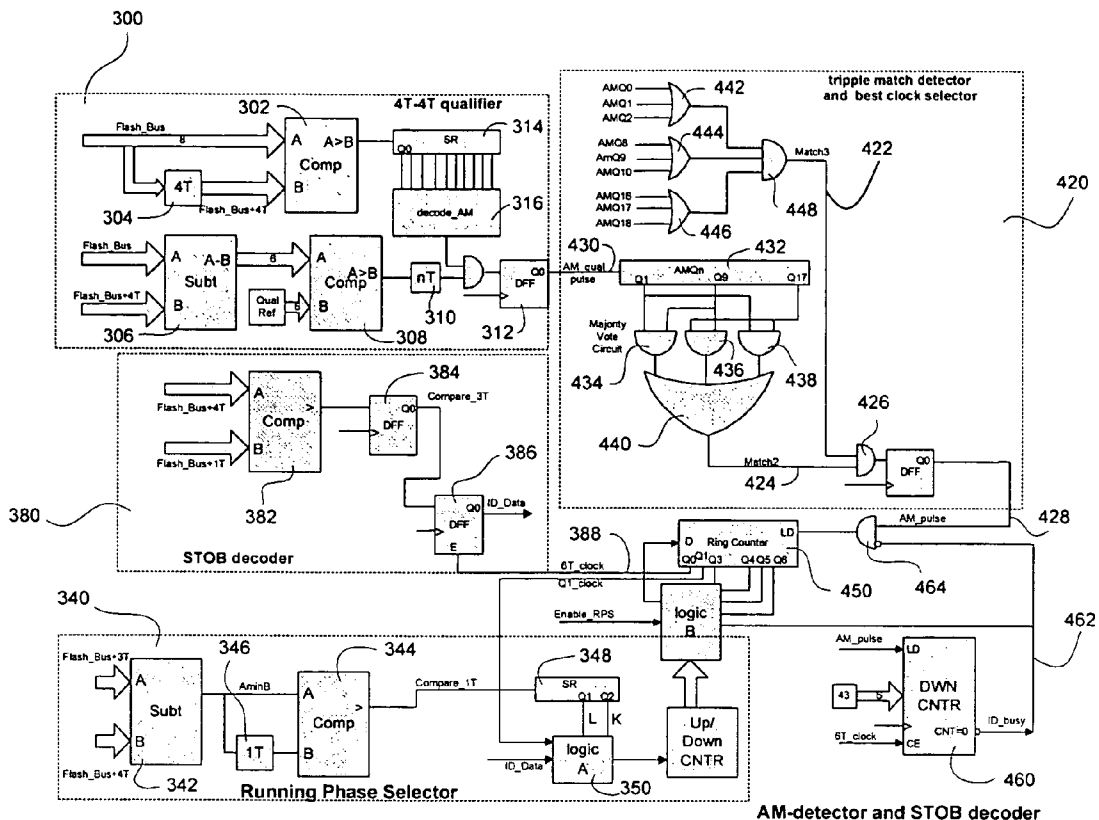 300
4T-4T qualifier
302
Flash_Bus
8
A
A>B
Comp
B
4T
304
Flash_Bus+4T
SR
Q0
314
decode_AM
316
Flash_Bus
A
A-B
Subt
B
Flash_Bus+4T
306
6
A
A>B
Comp
Qual
Ref
6
308
nT
310
Q0
DFF
312
tripple match detector
and best clock selector
AMQ0
AMQ1
AMQ2
442
AMQ8
AmQ9
AMQ10
444
AMQ16
AMQ17
AMQ18
446
448
Match3
422
420
430
AM_qual
pulse
432
AMQn
Q1
Q9
Q17
Majority
Vote
Circuit
434
436
438
440
Match2
424
426
Q0
DFF
428
AM_pulse
464
380
STOB decoder
Flash_Bus+4T
A
>
Comp
B
Flash_Bus+1T
382
384
Q0
DFF
Compare_3T
386
Q0
DFF
E
ID_Data
388
6T_clock
Q1_clock
D
Ring Counter
LD
Q0
Q1
Q3
Q4
Q5
Q6
450
Enable_RPS
logic
B
462
340
Flash_Bus+3T
A
Subt
B
Flash_Bus+4T
342
346
AminB
1T
344
A
>
Comp
B
Compare_1T
348
SR
Q1
Q2
L
K
ID_Data
logic
A
350
Up/
Down
CNTR
Running Phase Selector
AM_pulse
LD
43
5
DWN
CNTR
CNT=0
6T_clock
CE
ID_busy
460
AM-detector and STOB decoder